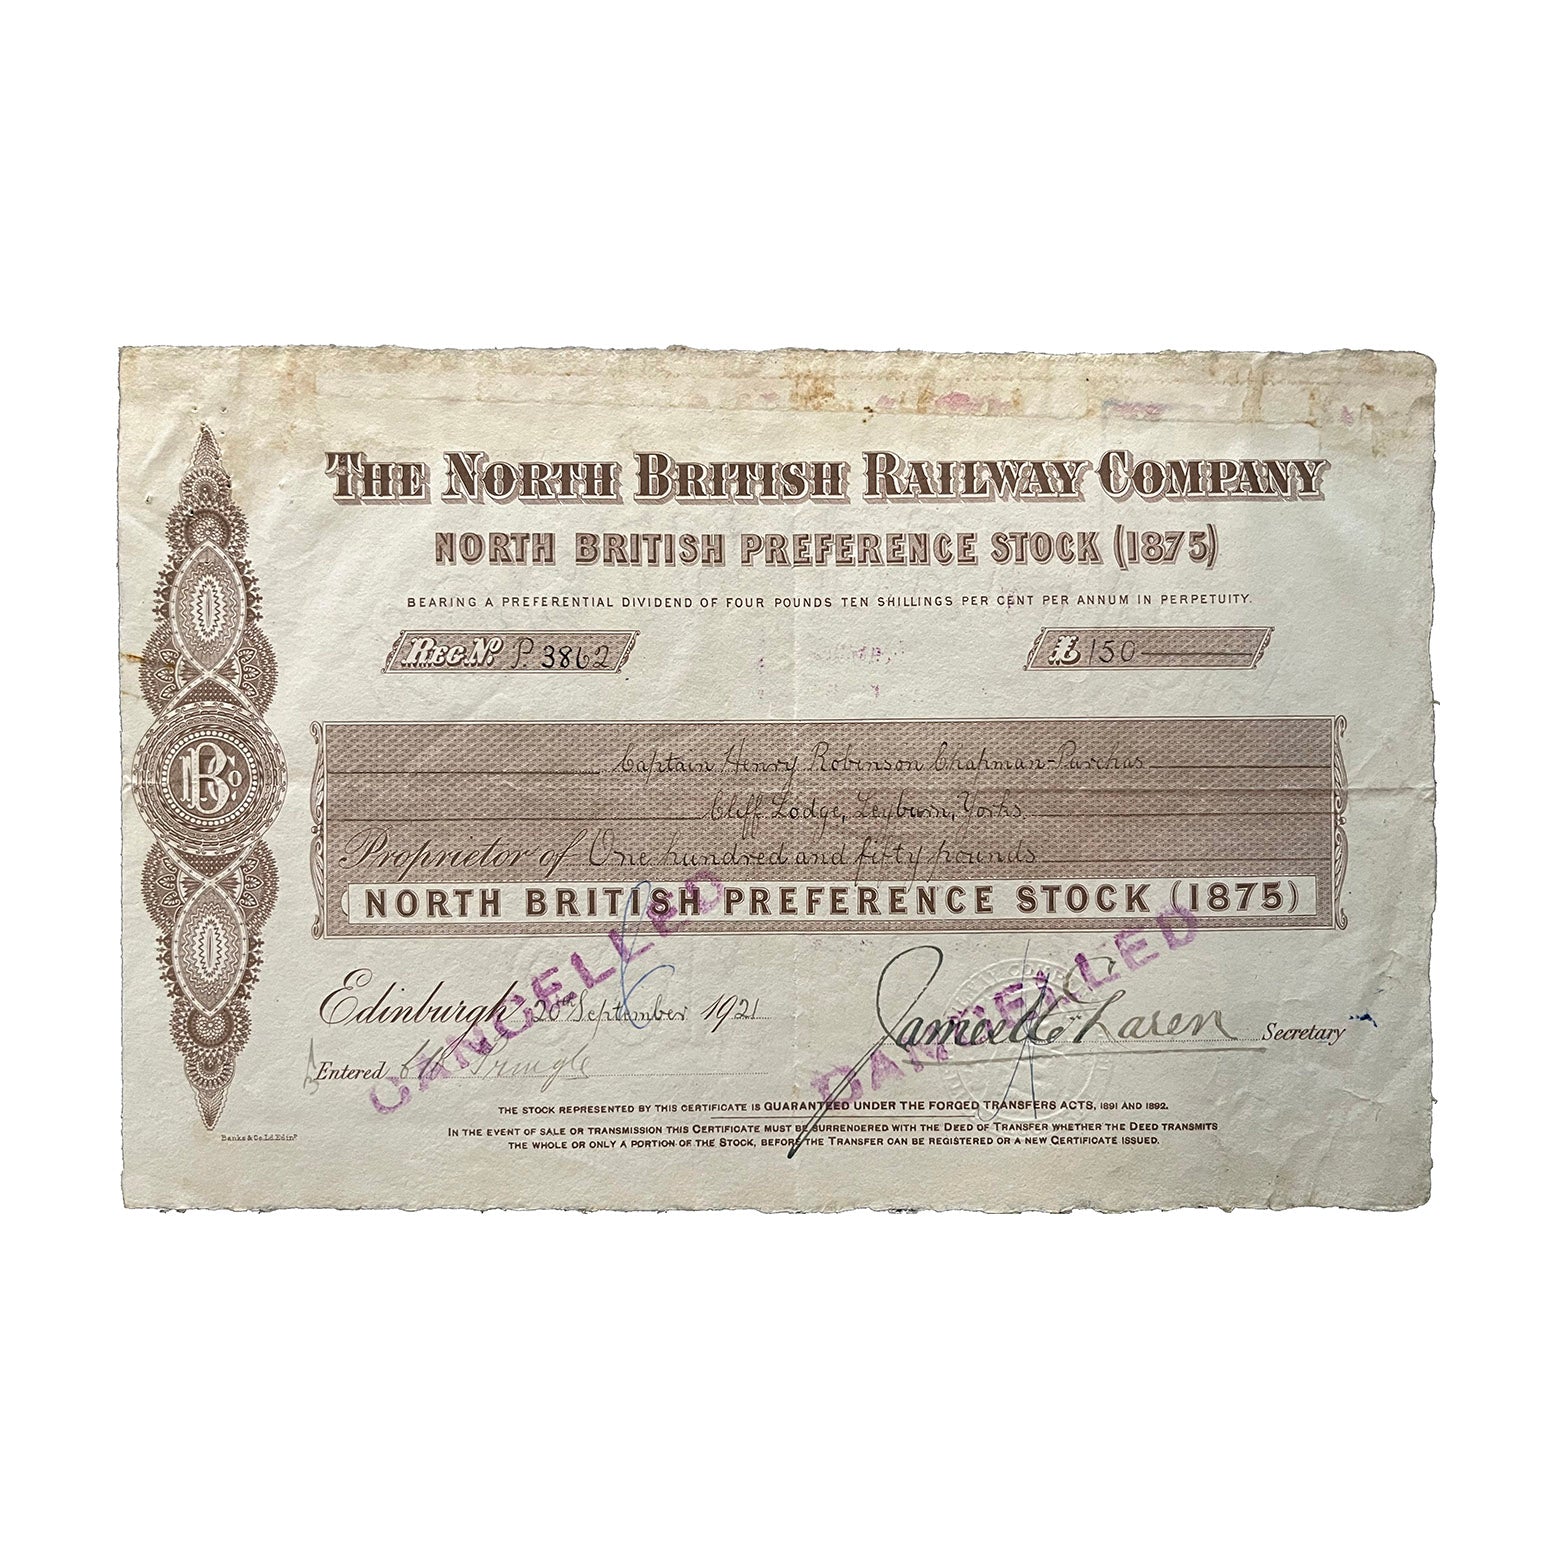 THE NORTH BRITISH RAILWAY COMPANY
NORTH BRITISH PREFERENCE STOCK (1875)
BEARING A PREFERENTIAL DIVIDEND OF FOUR POUNDS TEN SHILLINGS PER CENT PER ANNUM IN PERPETUITY.
REG. No. P. 3862
£ 150
Captain Henry Robinson Chapman-Purchas
Cliff Lodge, Leyburn, Yorks.
Proprietor of One hundred and fifty pounds
NORTH BRITISH PREFERENCE STOCK (1875)
CANCELLED
CANCELLED
Edinburgh 20th September 1921
James McLaren Secretary
Entered Pringle
THE STOCK REPRESENTED BY THIS CERTIFICATE IS GUARANTEED UNDER THE FORGED TRANSFERS ACTS, 1891 AND 1892.
IN THE EVENT OF SALE OR TRANSMISSION THIS CERTIFICATE MUST BE SURRENDERED WITH THE DEED OF TRANSFER WHETHER THE DEED TRANSMITS
THE WHOLE OR ONLY A PORTION OF THE STOCK, BEFORE THE TRANSFER CAN BE REGISTERED OR A NEW CERTIFICATE ISSUED.
NB Co.
Banks & Co. Ld. Edinr.